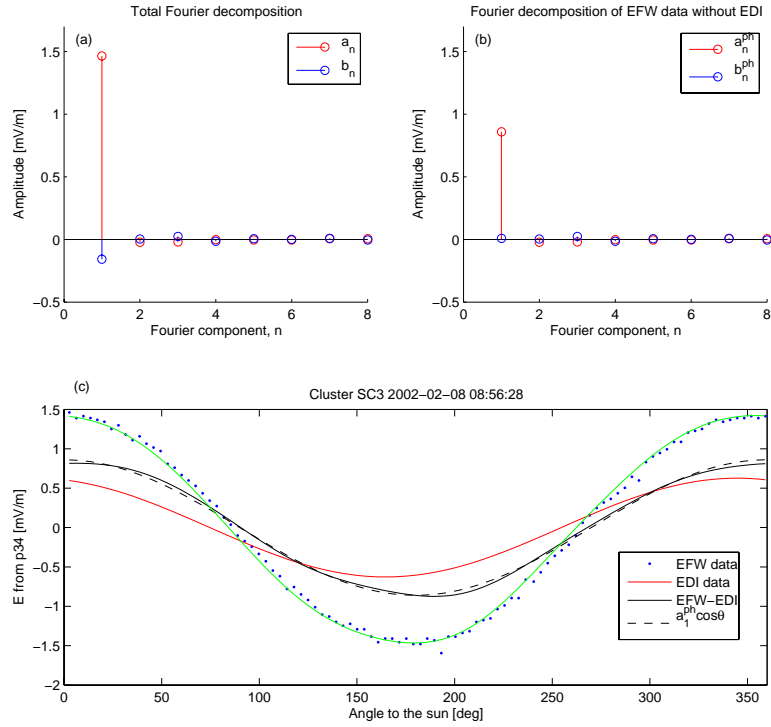 Total Fourier decomposition
(a)
a_n
b_n
Amplitude [mV/m]
1.5
1
0.5
0
−0.5
0 2 4 6 8
Fourier component, n
Fourier decomposition of EFW data without EDI
(b)
a_n^ph
b_n^ph
Amplitude [mV/m]
1.5
1
0.5
0
−0.5
0 2 4 6 8
Fourier component, n
(c)
Cluster SC3 2002−02−08 08:56:28
E from p34 [mV/m]
1.5
1
0.5
0
−0.5
−1
−1.5
−2
EFW data
EDI data
EFW−EDI
a_1^ph cosθ
0 50 100 150 200 250 300 350
Angle to the sun [deg]